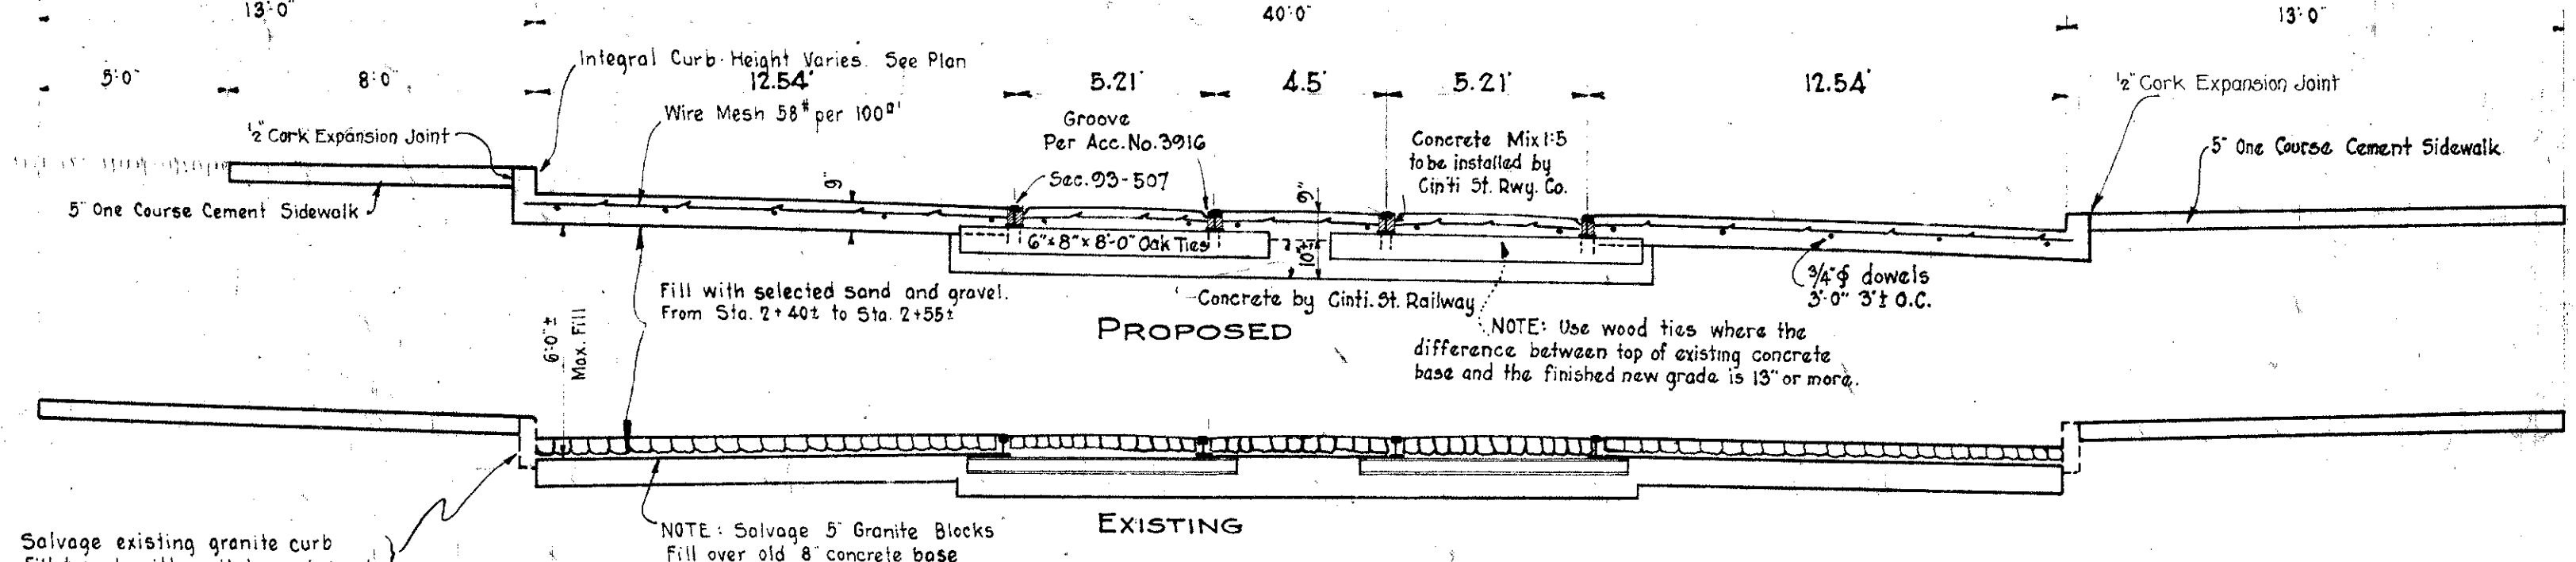 13'-0"
40'-0"
13'-0"
5'-0"
8'-0"
Integral Curb-Height Varies. See Plan
12.54'
5.21'
4.5'
5.21'
12.54'
1/2" Cork Expansion Joint
Wire Mesh 58# per 100□'
1/2" Cork Expansion Joint
Groove
Per Acc.No.3916
Concrete Mix 1:5
to be installed by
Cin'ti St. Rwy. Co.
5" One Course Cement Sidewalk
Sec. 93-507
9"
9"
5" One Course Cement Sidewalk
6"x 8"x 8'-0" Oak Ties
10"±
3/4"ϕ dowels
3'-0" 3'± O.C.
Fill with selected sand and gravel.
From Sta. 2+40± to Sta. 2+55±
Concrete by Cinti. St. Railway
6'-0"±
Max. Fill
PROPOSED
NOTE: Use wood ties where the
difference between top of existing concrete
base and the finished new grade is 13" or more.
EXISTING
NOTE: Salvage 5" Granite Blocks
Fill over old 8" concrete base
Salvage existing granite curb